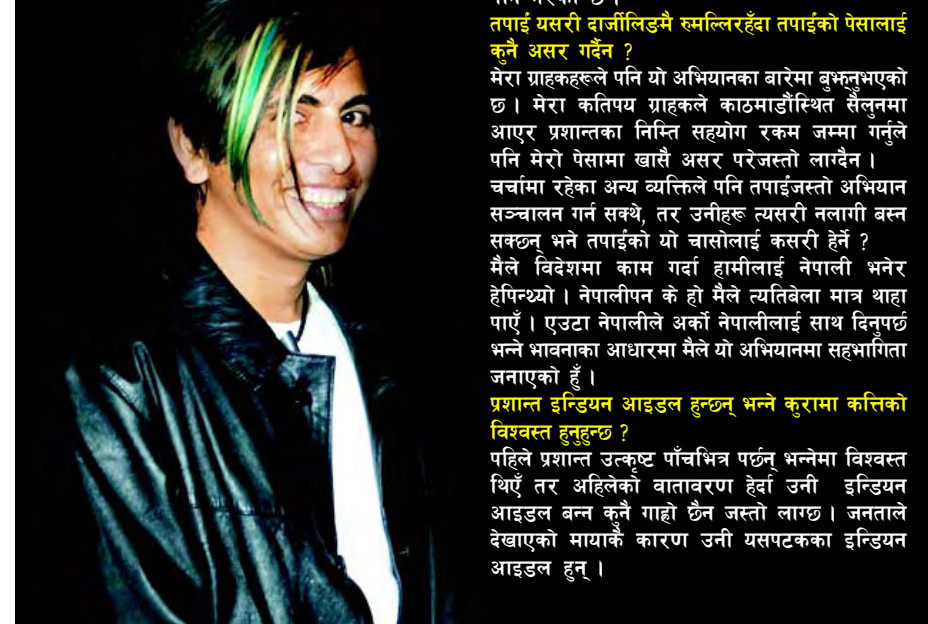 तपाई यसरी दार्जीलिङमै रुमल्लिरहँदा तपाईको पेसालाई
कुनै असर गर्दैन ?
मेरा ग्राहकहरूले पनि यो अभियानका बारेमा बुझ्नुभएको
छ । मेरा कतिपय ग्राहकले काठमाडौंस्थित सैलुनमा
आएर प्रशान्तका निम्ति सहयोग रकम जम्मा गर्नुले
पनि मेरो पेसामा खासै असर परेजस्तो लाग्दैन ।
चर्चामा रहेका अन्य व्यक्तिले पनि तपाईंजस्तो अभियान
सञ्चालन गर्न सक्थे, तर उनीहरू त्यसरी नलागी बस्न
सक्छन् भने तपाईंको यो चासोलाई कसरी हेर्ने ?
मैले विदेशमा काम गर्दा हामीलाई नेपाली भनेर
हेपिन्थ्यो । नेपालीपन के हो मैले त्यतिबेला मात्र थाहा
पाएँ । एउटा नेपालीले अर्को नेपालीलाई साथ दिनुपर्छ
भन्ने भावनाका आधारमा मैले यो अभियानमा सहभागिता
जनाएको हुँ ।
प्रशान्त इन्डियन आइडल हुन्छन् भन्ने कुरामा कत्तिको
विश्वस्त हुनुहुन्छ ?
पहिले प्रशान्त उत्कृष्ट पाँचभित्र पर्छन् भन्नेमा विश्वस्त
थिएँ तर अहिलेको वातावरण हेर्दा उनी इन्डियन
आइडल बन्न कुनै गाह्रो छैन जस्तो लाग्छ । जनताले
देखाएको मायाकै कारण उनी यसपटकका इन्डियन
आइडल हुन् ।